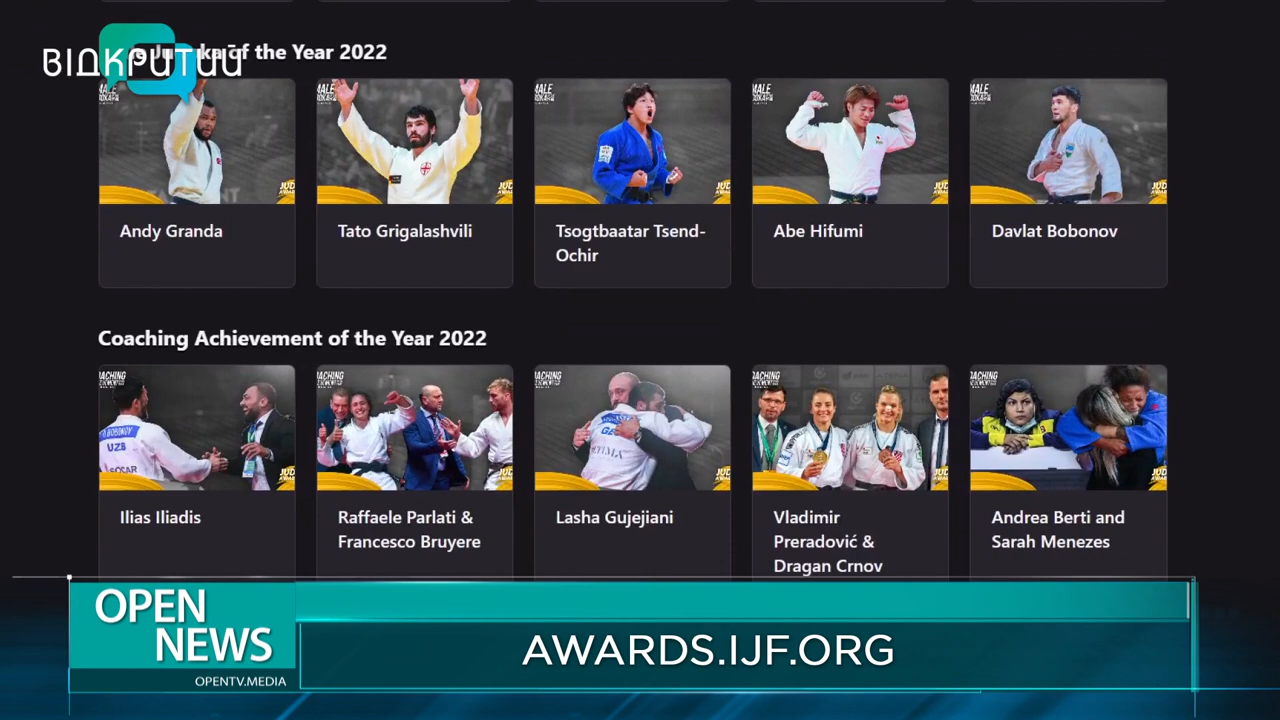 ВІДКРИТИЙ
of the Year 2022
Andy Granda
Tato Grigalashvili
Tsogtbaatar Tsend-
Ochir
Abe Hifumi
Davlat Bobonov
Coaching Achievement of the Year 2022
Ilias Iliadis
Raffaele Parlati &
Francesco Bruyere
Lasha Gujejiani
Vladimir
Preradović &
Dragan Crnov
Andrea Berti and
Sarah Menezes
OPEN
NEWS
OPENTV.MEDIA
AWARDS.IJF.ORG